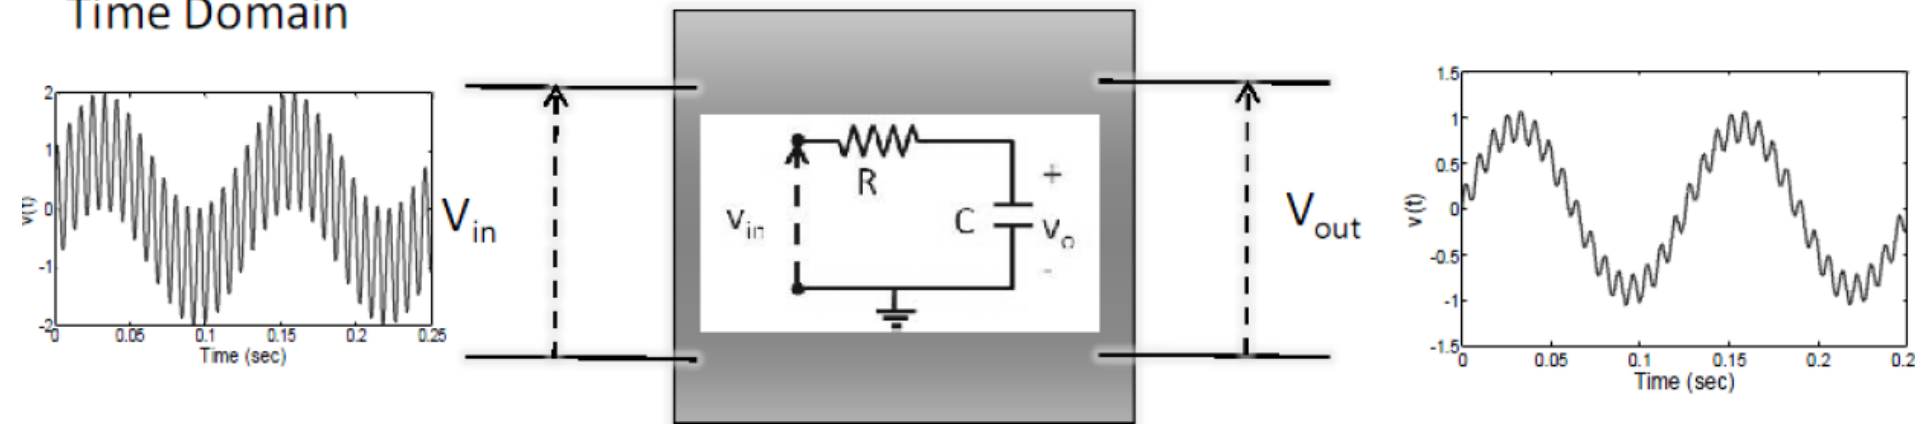 Time Domain
2
1
0
-1
-2
v(t)
0 0.05 0.1 0.15 0.2 0.25
Time (sec)
Vin
R
C
vin
+
vo
-
Vout
1.5
1
0.5
0
-0.5
-1
-1.5
v(t)
0 0.05 0.1 0.15 0.2 0.2
Time (sec)